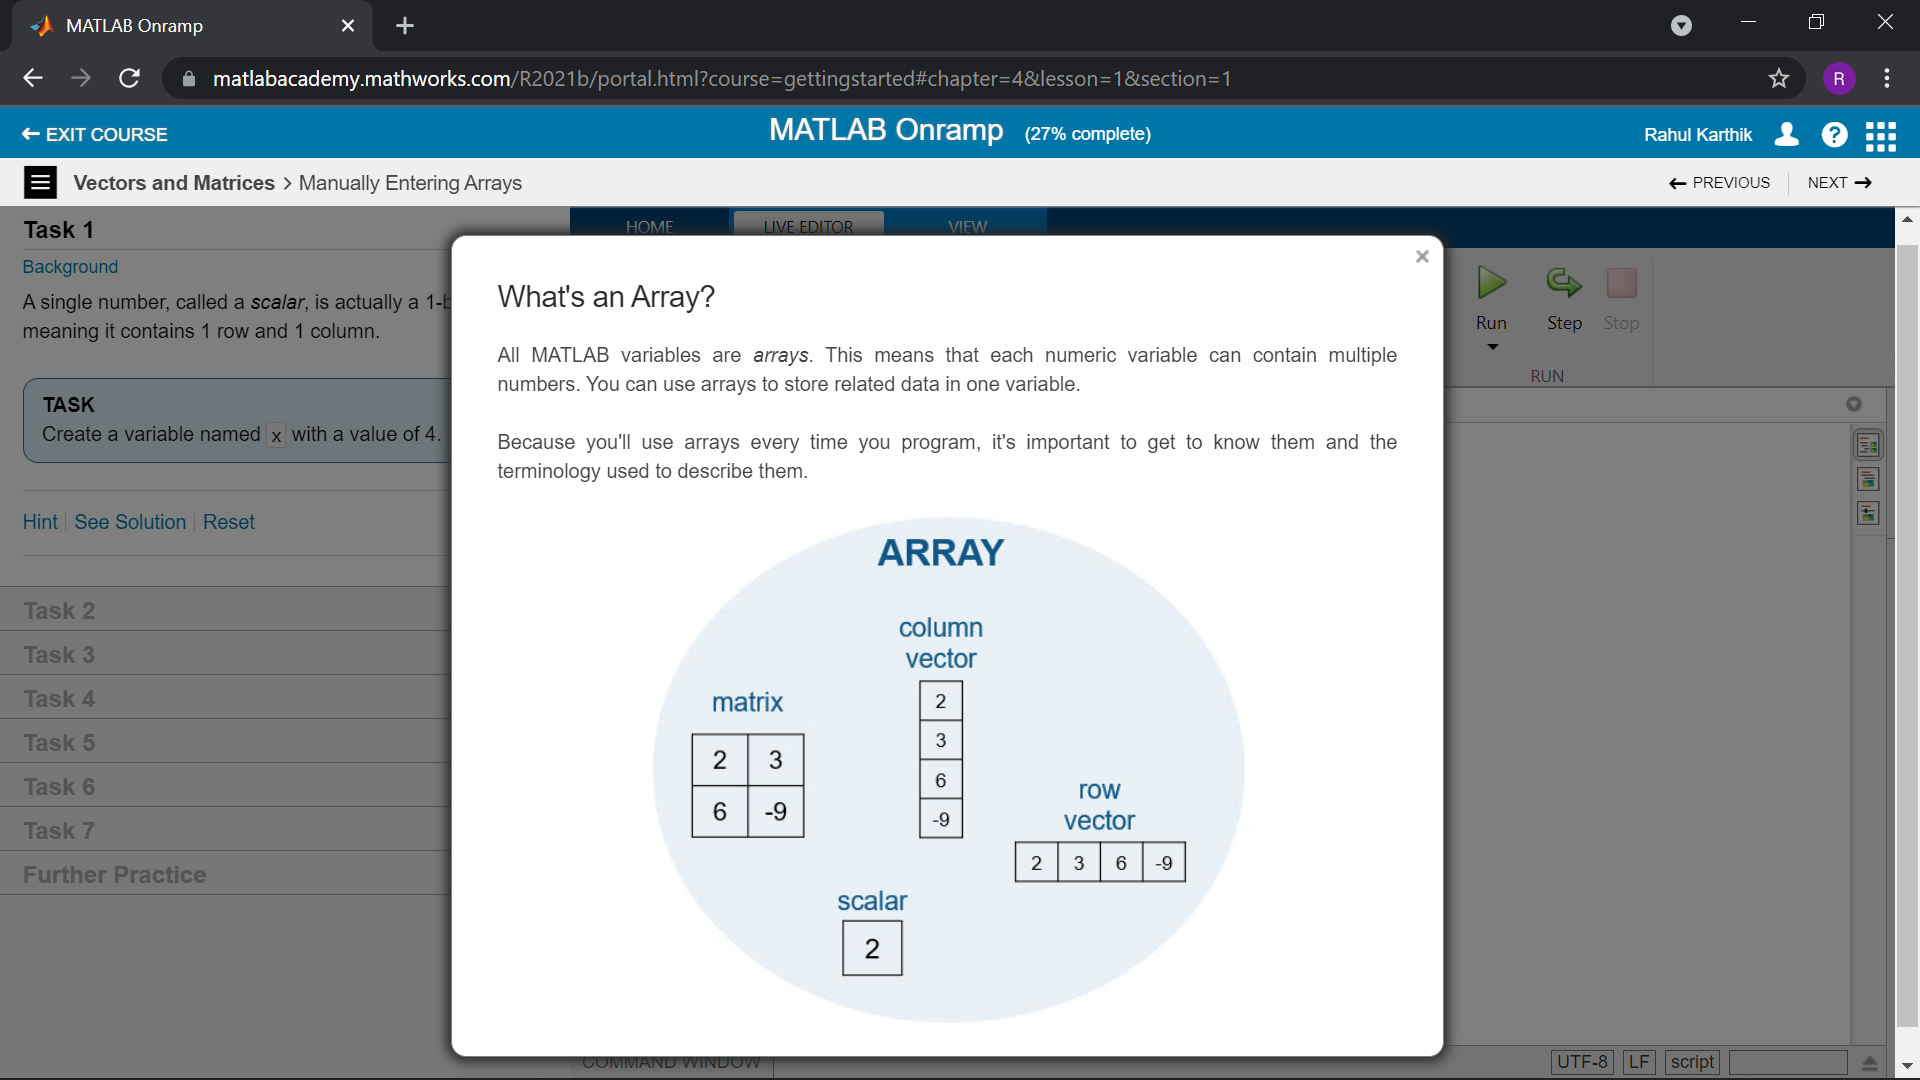 MATLAB Onramp
matlabacademy.mathworks.com/R2021b/portal.html?course=gettingstarted#chapter=4&lesson=1&section=1
R
EXIT COURSE
MATLAB Onramp (27% complete)
Rahul Karthik
?
Vectors and Matrices > Manually Entering Arrays
PREVIOUS
NEXT
Task 1
Background
A single number, called a scalar, is actually a 1-b
meaning it contains 1 row and 1 column.
TASK
Create a variable named x with a value of 4.
Hint
See Solution
Reset
Task 2
Task 3
Task 4
Task 5
Task 6
Task 7
Further Practice
HOME
LIVE EDITOR
VIEW
Run
Step
Stop
RUN
What's an Array?
All MATLAB variables are arrays. This means that each numeric variable can contain multiple
numbers. You can use arrays to store related data in one variable.
Because you'll use arrays every time you program, it's important to get to know them and the
terminology used to describe them.
ARRAY
matrix
2 3
6 -9
column
vector
2
3
6
-9
row
vector
2 3 6 -9
scalar
2
COMMAND WINDOW
UTF-8
LF
script